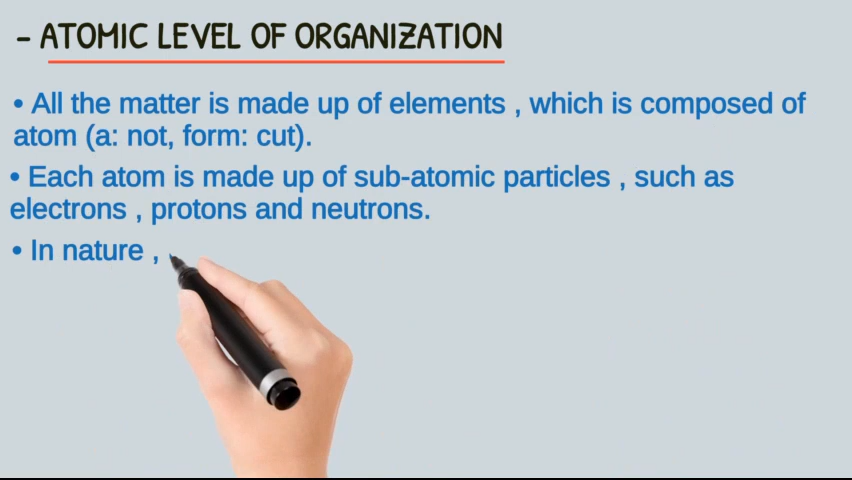 - ATOMIC LEVEL OF ORGANIZATION
• All the matter is made up of elements , which is composed of
atom (a: not, form: cut).
• Each atom is made up of sub-atomic particles , such as
electrons , protons and neutrons.
• In nature ,